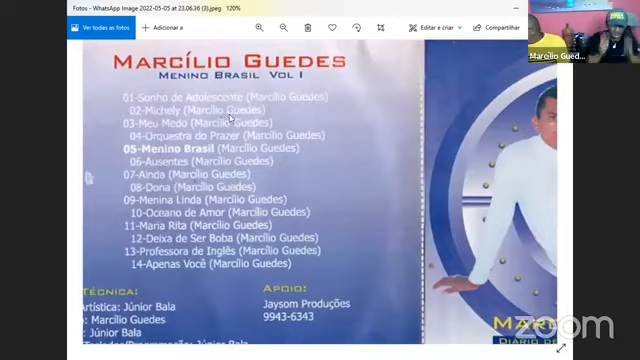 Fotos - WhatsApp Image 2022-05-05 at 23.06.36 (3).jpeg 120%
Ver todas as fotos
Adicionar a
Editar e criar
Compartilhar
Marcílio Gued...
MARCÍLIO GUEDES
MENINO BRASIL VOL I
01-Sonho de Adolescente (Marcílio Guedes)
02-Michely (Marcílio Guedes)
03-Meu Medo (Marcílio Guedes)
04-Orquestra do Prazer (Marcílio Guedes)
05-Menino Brasil (Marcílio Guedes)
06-Ausentes (Marcílio Guedes)
07-Ainda (Marcílio Guedes)
08-Dona (Marcílio Guedes)
09-Menina Linda (Marcílio Guedes)
10-Oceano de Amor (Marcílio Guedes)
11-Maria Rita (Marcílio Guedes)
12-Deixa de Ser Boba (Marcílio Guedes)
13-Professora de Inglês (Marcílio Guedes)
14-Apenas Você (Marcílio Guedes)
TÉCNICA:
Artística: Júnior Bala
: Marcílio Guedes
: Júnior Bala
Júnior Bala
APOIO:
Jaysom Produções
9943-6343
MAR
DIÁRIO DE
zoom